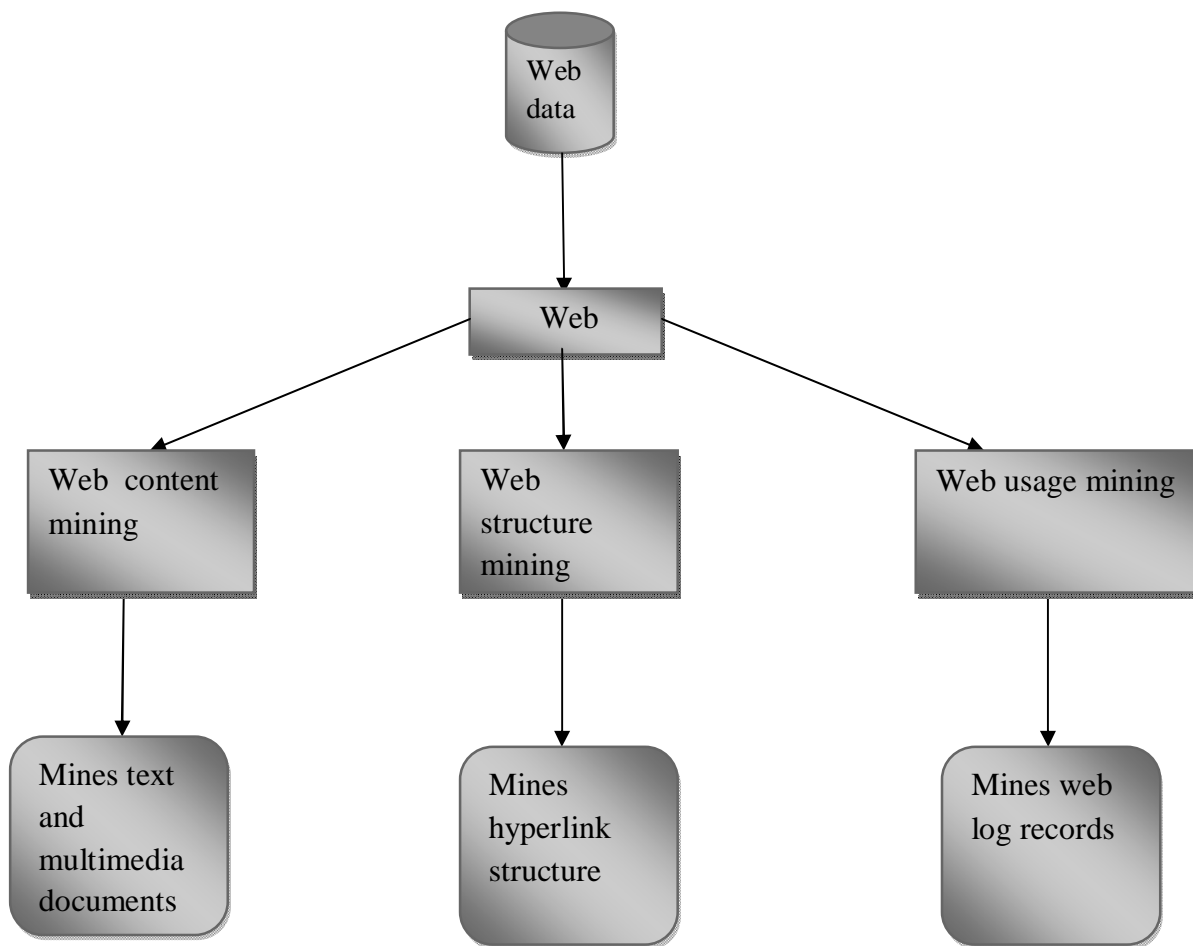 Web
data
Web
Web content
mining
Web
structure
mining
Web usage mining
Mines text
and
multimedia
documents
Mines
hyperlink
structure
Mines web
log records